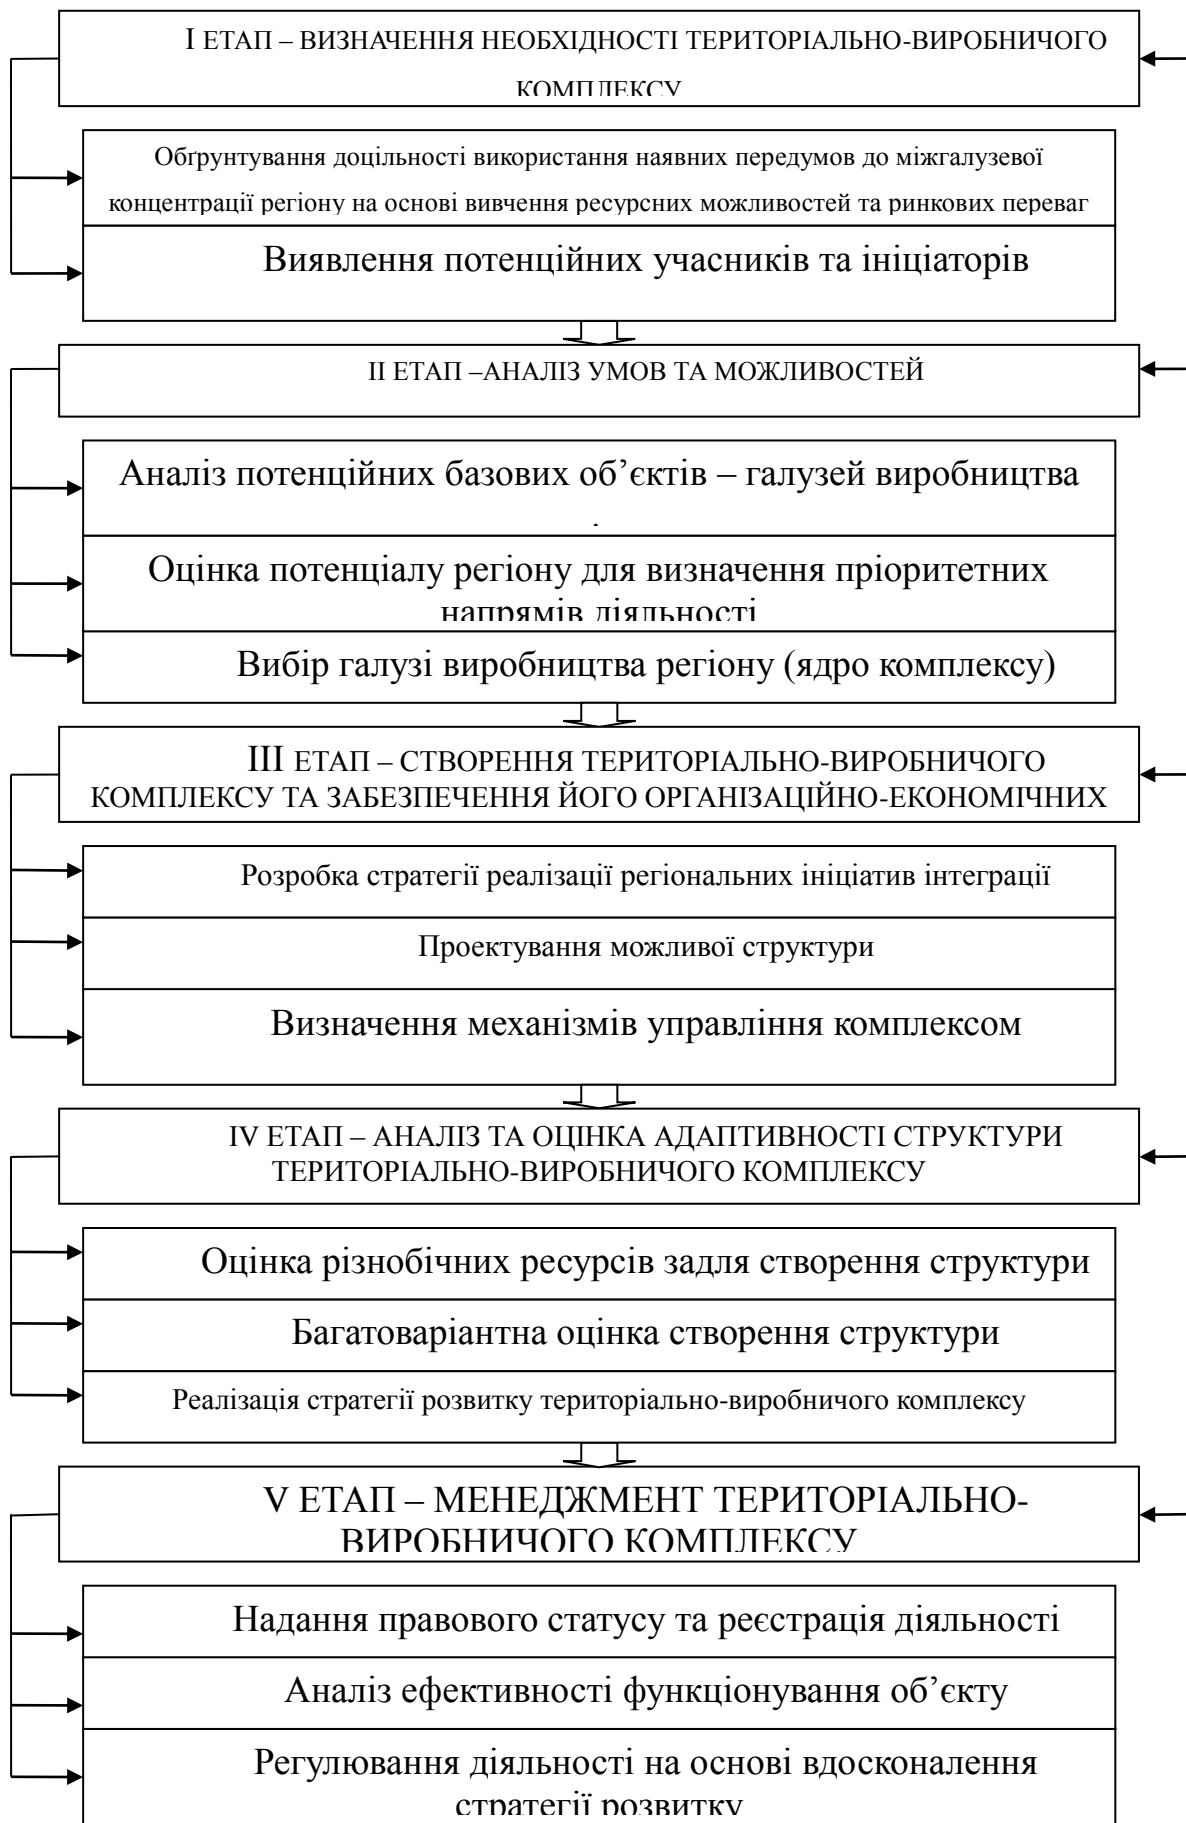 I ЕТАП – ВИЗНАЧЕННЯ НЕОБХІДНОСТІ ТЕРИТОРІАЛЬНО-ВИРОБНИЧОГО
КОМПЛЕКСУ
Обґрунтування доцільності використання наявних передумов до міжгалузевої
концентрації регіону на основі вивчення ресурсних можливостей та ринкових переваг
Виявлення потенційних учасників та ініціаторів
II ЕТАП –АНАЛІЗ УМОВ ТА МОЖЛИВОСТЕЙ
Аналіз потенційних базових об’єктів – галузей виробництва
.
Оцінка потенціалу регіону для визначення пріоритетних
напрямів діяльності
Вибір галузі виробництва регіону (ядро комплексу)
III ЕТАП – СТВОРЕННЯ ТЕРИТОРІАЛЬНО-ВИРОБНИЧОГО
КОМПЛЕКСУ ТА ЗАБЕЗПЕЧЕННЯ ЙОГО ОРГАНІЗАЦІЙНО-ЕКОНОМІЧНИХ
Розробка стратегії реалізації регіональних ініціатив інтеграції
Проектування можливої структури
Визначення механізмів управління комплексом
IV ЕТАП – АНАЛІЗ ТА ОЦІНКА АДАПТИВНОСТІ СТРУКТУРИ
ТЕРИТОРІАЛЬНО-ВИРОБНИЧОГО КОМПЛЕКСУ
Оцінка різнобічних ресурсів задля створення структури
Багатоваріантна оцінка створення структури
Реалізація стратегії розвитку територіально-виробничого комплексу
V ЕТАП – МЕНЕДЖМЕНТ ТЕРИТОРІАЛЬНО-
ВИРОБНИЧОГО КОМПЛЕКСУ
Надання правового статусу та реєстрація діяльності
Аналіз ефективності функціонування об’єкту
Регулювання діяльності на основі вдосконалення
стратегії розвитку